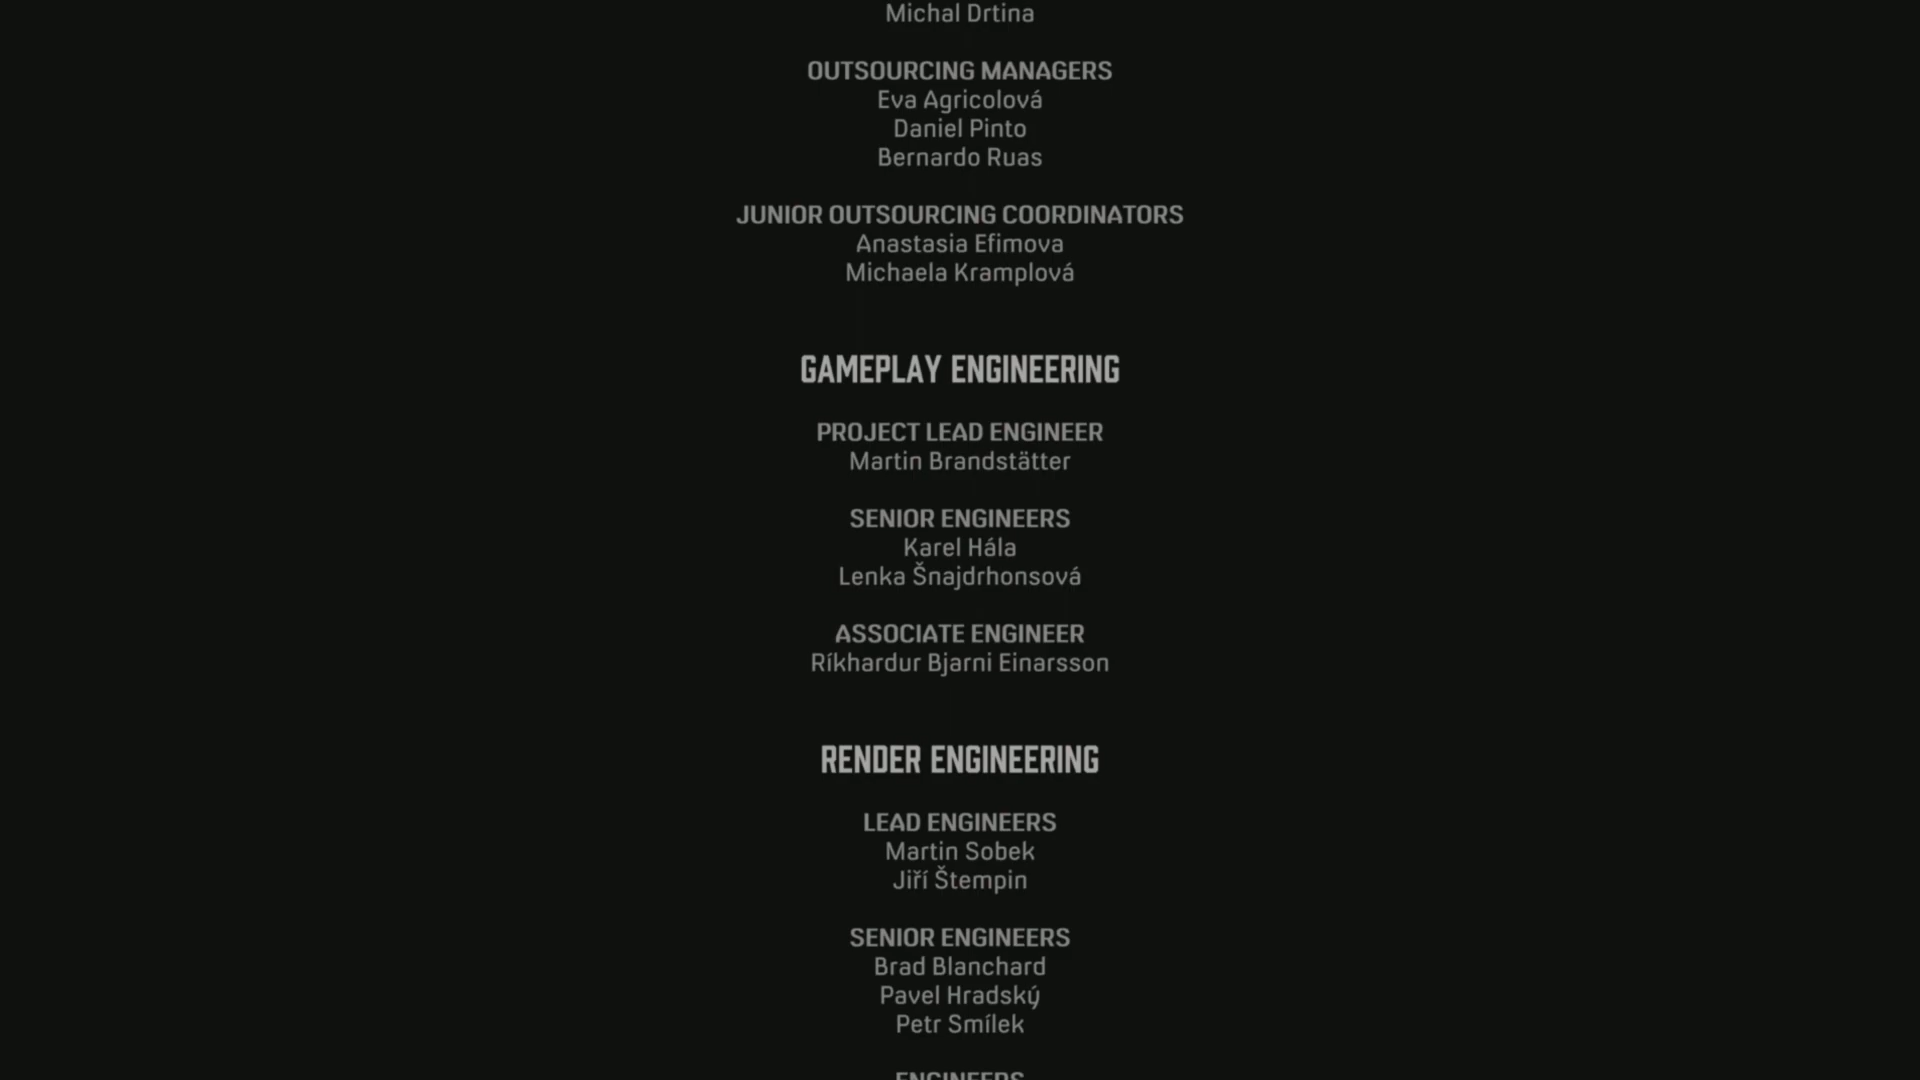 Michal Drtina
OUTSOURCING MANAGERS
Eva Agricolová
Daniel Pinto
Bernardo Ruas
JUNIOR OUTSOURCING COORDINATORS
Anastasia Efimova
Michaela Kramplová
GAMEPLAY ENGINEERING
PROJECT LEAD ENGINEER
Martin Brandstätter
SENIOR ENGINEERS
Karel Hála
Lenka Šnajdrhonsová
ASSOCIATE ENGINEER
Ríkhardur Bjarni Einarsson
RENDER ENGINEERING
LEAD ENGINEERS
Martin Sobek
Jiří Štempin
SENIOR ENGINEERS
Brad Blanchard
Pavel Hradský
Petr Smílek
ENGINEERS